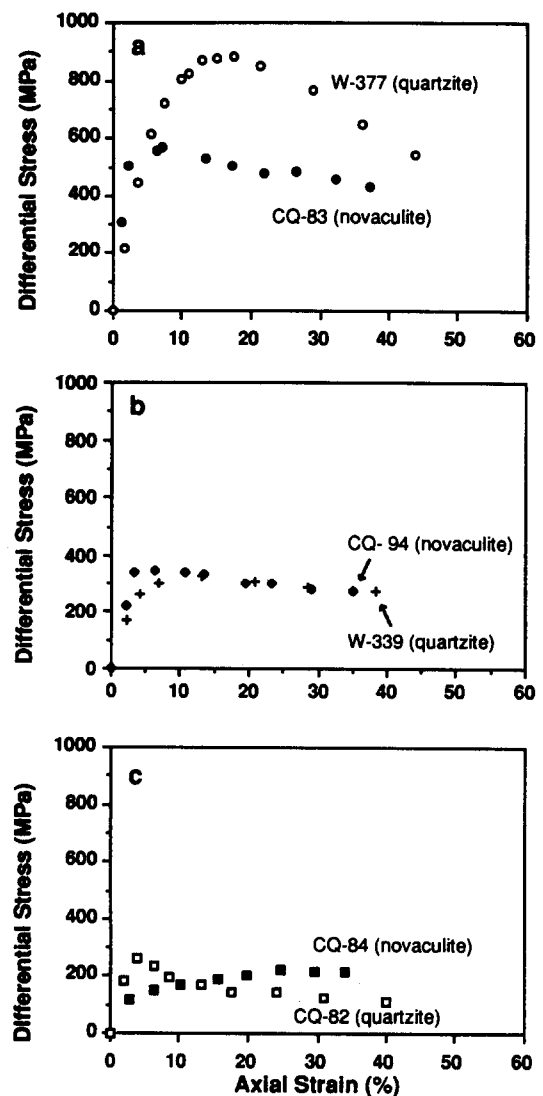 a
1000
800
600
400
200
0
Differential Stress (MPa)
W-377 (quartzite)
CQ-83 (novaculite)
0 10 20 30 40 50 60
b
1000
800
600
400
200
0
Differential Stress (MPa)
CQ- 94 (novaculite)
W-339 (quartzite)
0 10 20 30 40 50 60
c
1000
800
600
400
200
0
Differential Stress (MPa)
CQ-84 (novaculite)
CQ-82 (quartzite)
0 10 20 30 40 50 60
Axial Strain (%)